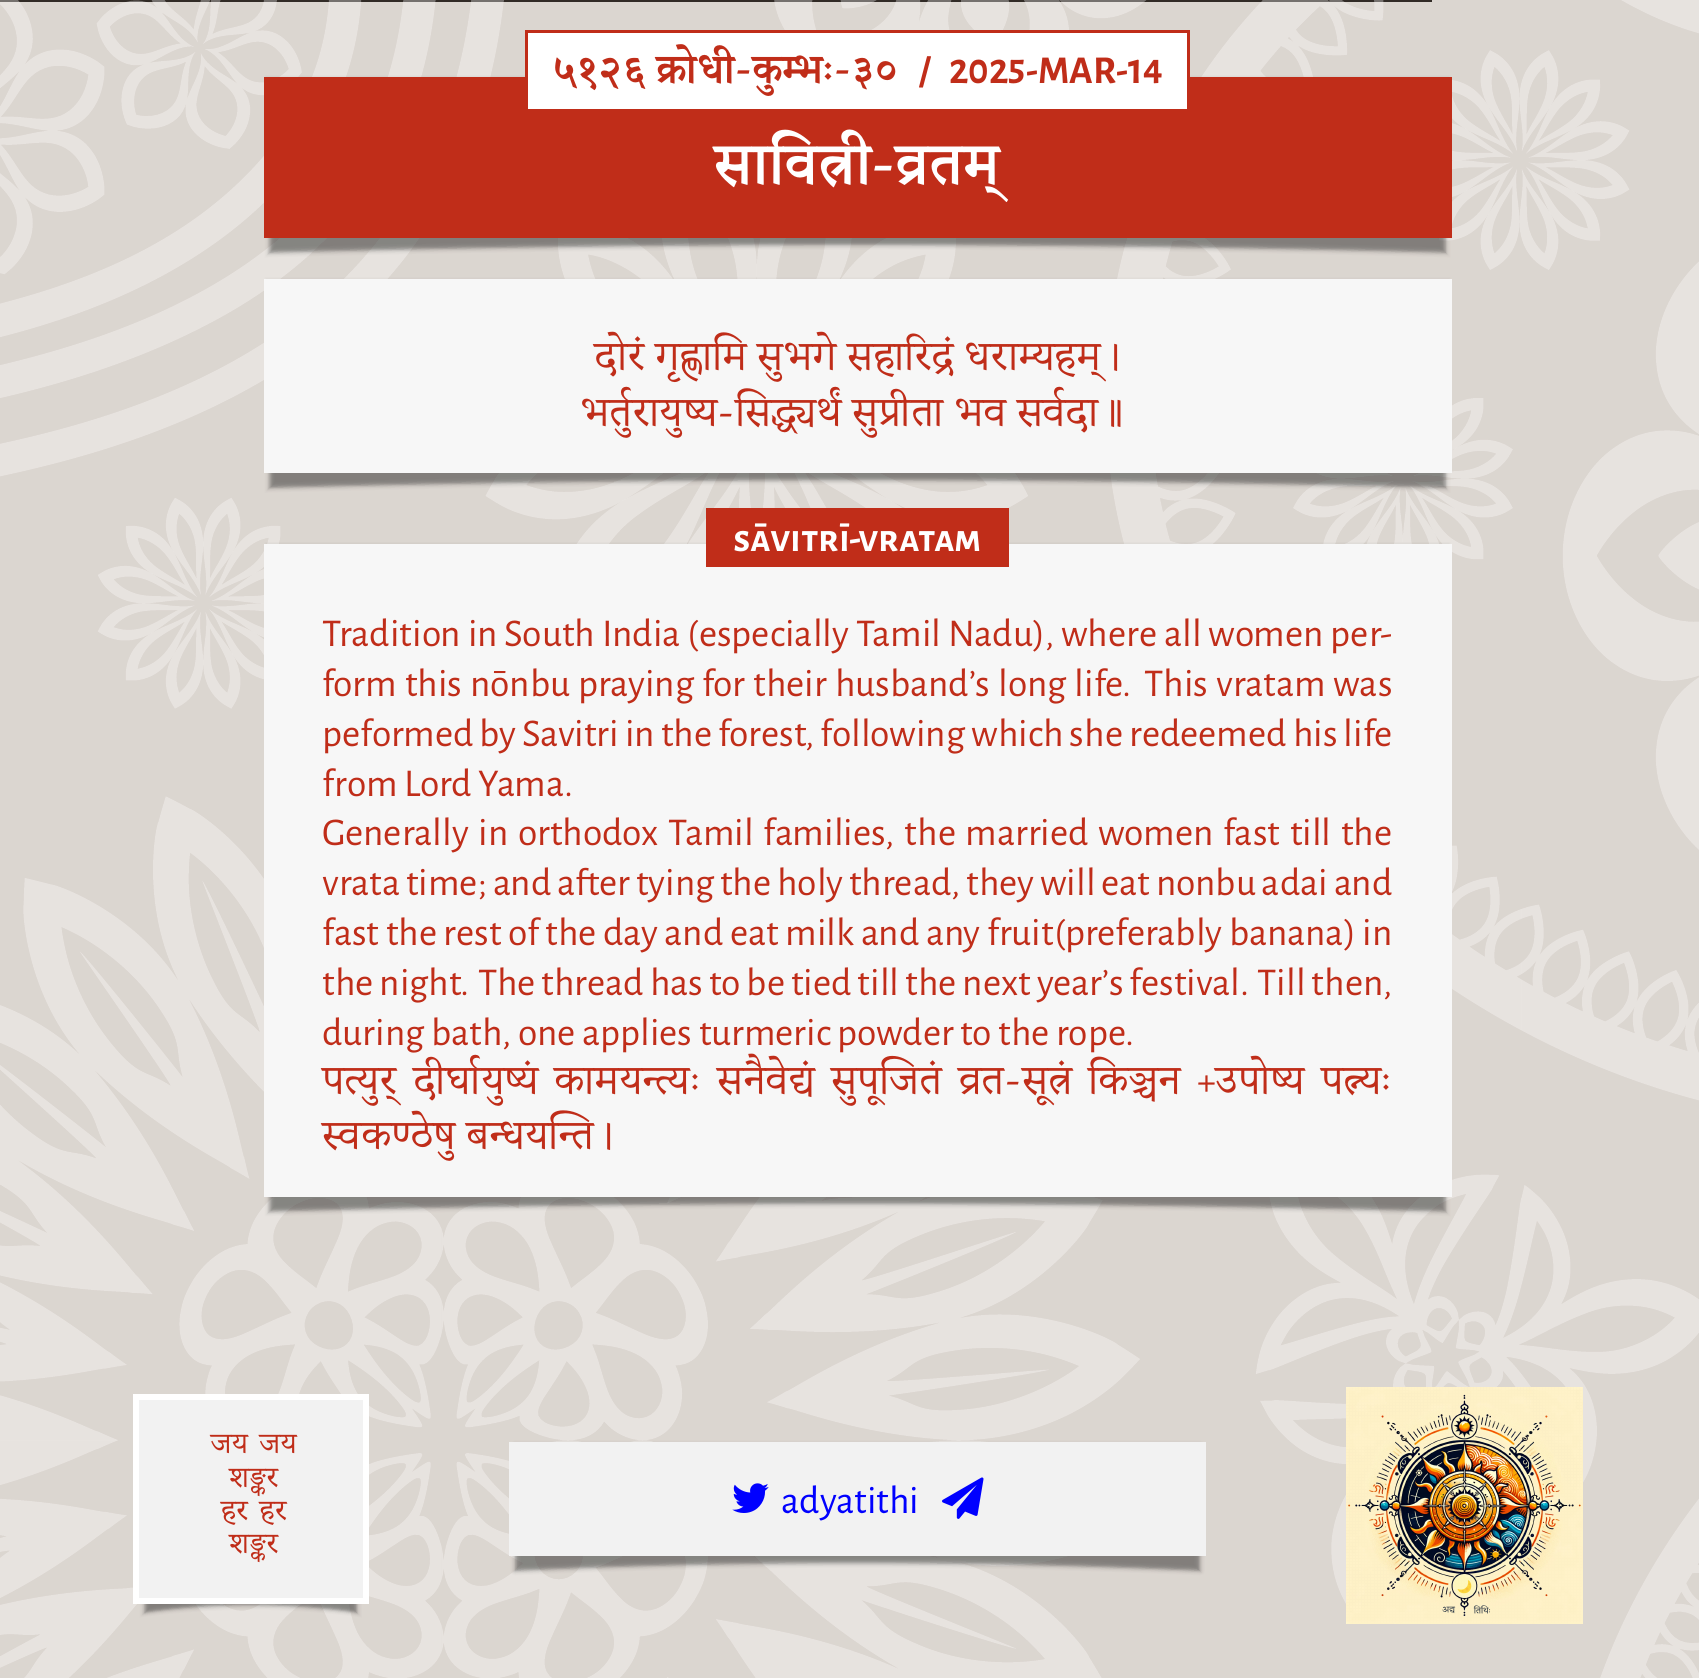 ५१२६ क्रोधी-कुम्भः-३० / 2025-MAR-14
सावित्री-व्रतम्
दोरं गृह्णामि सुभगे सहारिद्रं धराम्यहम्।
भर्तुरायुष्य-सिद्ध्यर्थं सुप्रीता भव सर्वदा॥
SĀVITRĪ-VRATAM
Tradition in South India (especially Tamil Nadu), where all women per-
form this nōnbu praying for their husband’s long life. This vratam was
peformed by Savitri in the forest, following which she redeemed his life
from Lord Yama.
Generally in orthodox Tamil families, the married women fast till the
vrata time; and after tying the holy thread, they will eat nonbu adai and
fast the rest of the day and eat milk and any fruit(preferably banana) in
the night. The thread has to be tied till the next year’s festival. Till then,
during bath, one applies turmeric powder to the rope.
पत्युर् दीर्घायुष्यं कामयन्त्यः सनैवेद्यं सुपूजितं व्रत-सूत्रं किञ्चन +उपोष्य पत्न्यः
स्वकण्ठेषु बन्धयन्ति।
जय जय
शङ्कर
हर हर
शङ्कर
adyatithi
अद्य तिथिः